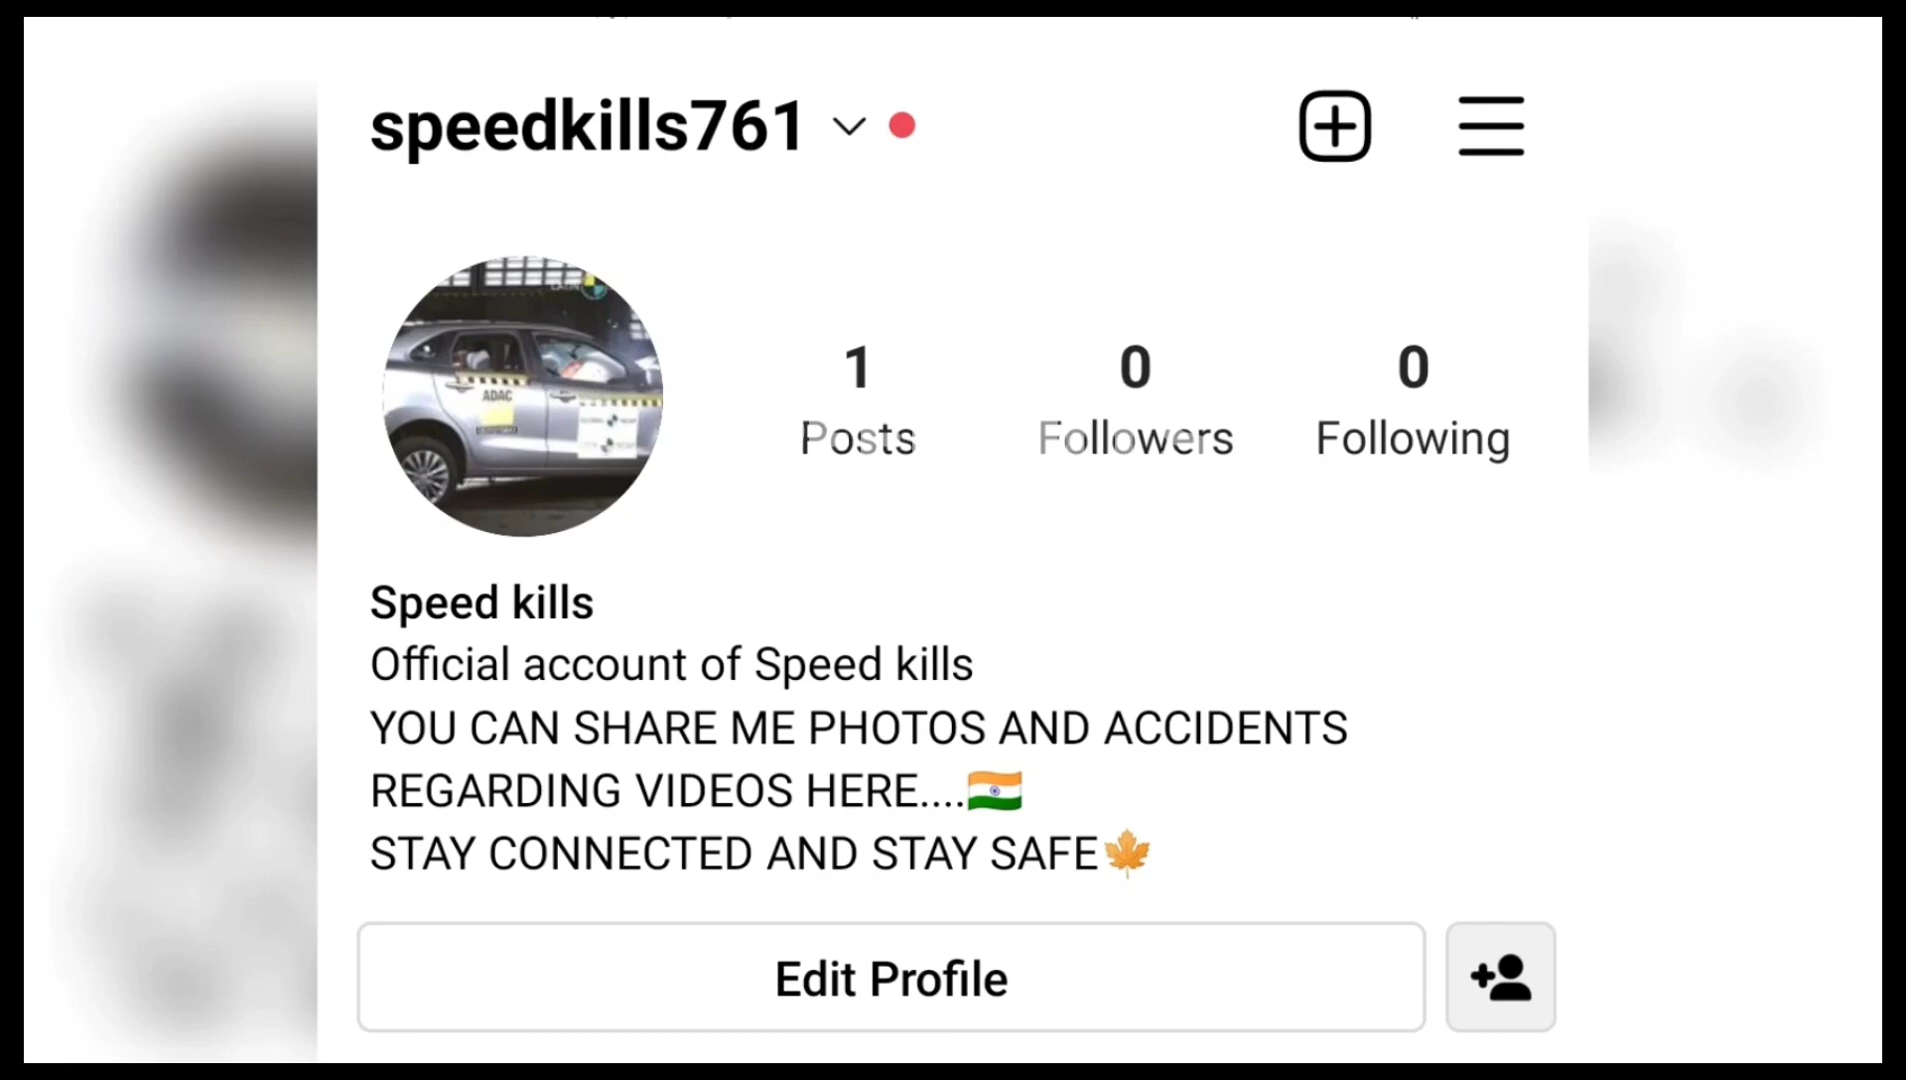 speedkills761
1
0
0
Posts
Followers
Following
ADAC
Speed kills
Official account of Speed kills
YOU CAN SHARE ME PHOTOS AND ACCIDENTS
REGARDING VIDEOS HERE....🇮🇳
STAY CONNECTED AND STAY SAFE🍁
Edit Profile